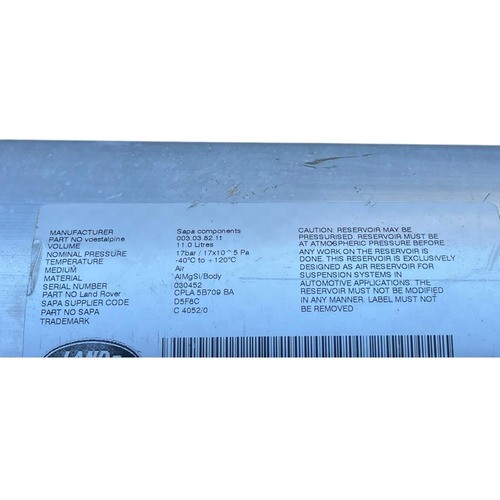 MANUFACTURER Sapa components
PART NO voestalpine 003.03.62.11
VOLUME 11.0 Litres
NOMINAL PRESSURE 17bar / 17x10^5 Pa
TEMPERATURE -40°C to +120°C
MEDIUM Air
MATERIAL AlMgSi/Body
SERIAL NUMBER 030452
PART NO Land Rover CPLA 5B709 BA
SAPA SUPPLIER CODE D5F8C
PART NO SAPA C 4052/0
TRADEMARK
CAUTION: RESERVOIR MAY BE
PRESSURISED. RESERVOIR MUST BE
AT ATMOSPHERIC PRESSURE BEFORE
ANY WORK ON THE RESERVOIR IS
DONE. THIS RESERVOIR IS EXCLUSIVELY
DESIGNED AS AIR RESERVOIR FOR
SUSPENSION SYSTEMS IN
AUTOMOTIVE APPLICATIONS. THE
RESERVOIR MUST NOT BE MODIFIED
IN ANY MANNER. LABEL MUST NOT
BE REMOVED
LAND